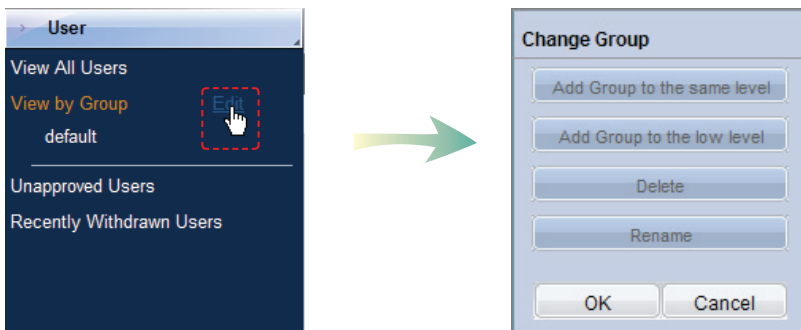 User
View All Users
View by Group Edit
default
Unapproved Users
Recently Withdrawn Users
Change Group
Add Group to the same level
Add Group to the low level
Delete
Rename
OK Cancel